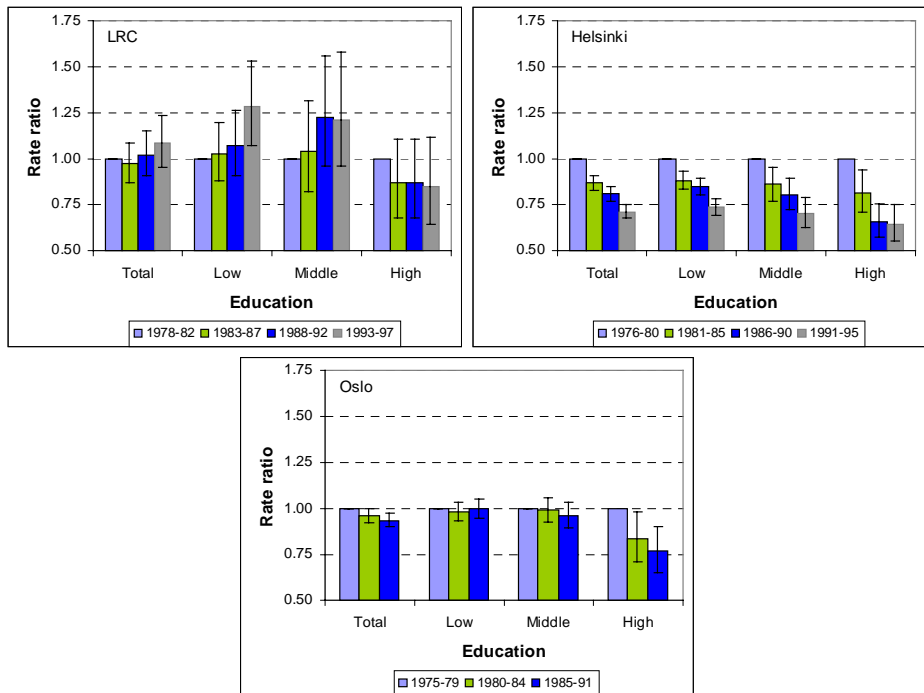 LRC
1.75
1.50
1.25
1.00
0.75
0.50
Rate ratio
Total Low Middle High
Education
1978-82 1983-87 1988-92 1993-97
Helsinki
1.75
1.50
1.25
1.00
0.75
0.50
Rate ratio
Total Low Middle High
Education
1976-80 1981-85 1986-90 1991-95
Oslo
1.75
1.50
1.25
1.00
0.75
0.50
Rate ratio
Total Low Middle High
Education
1975-79 1980-84 1985-91